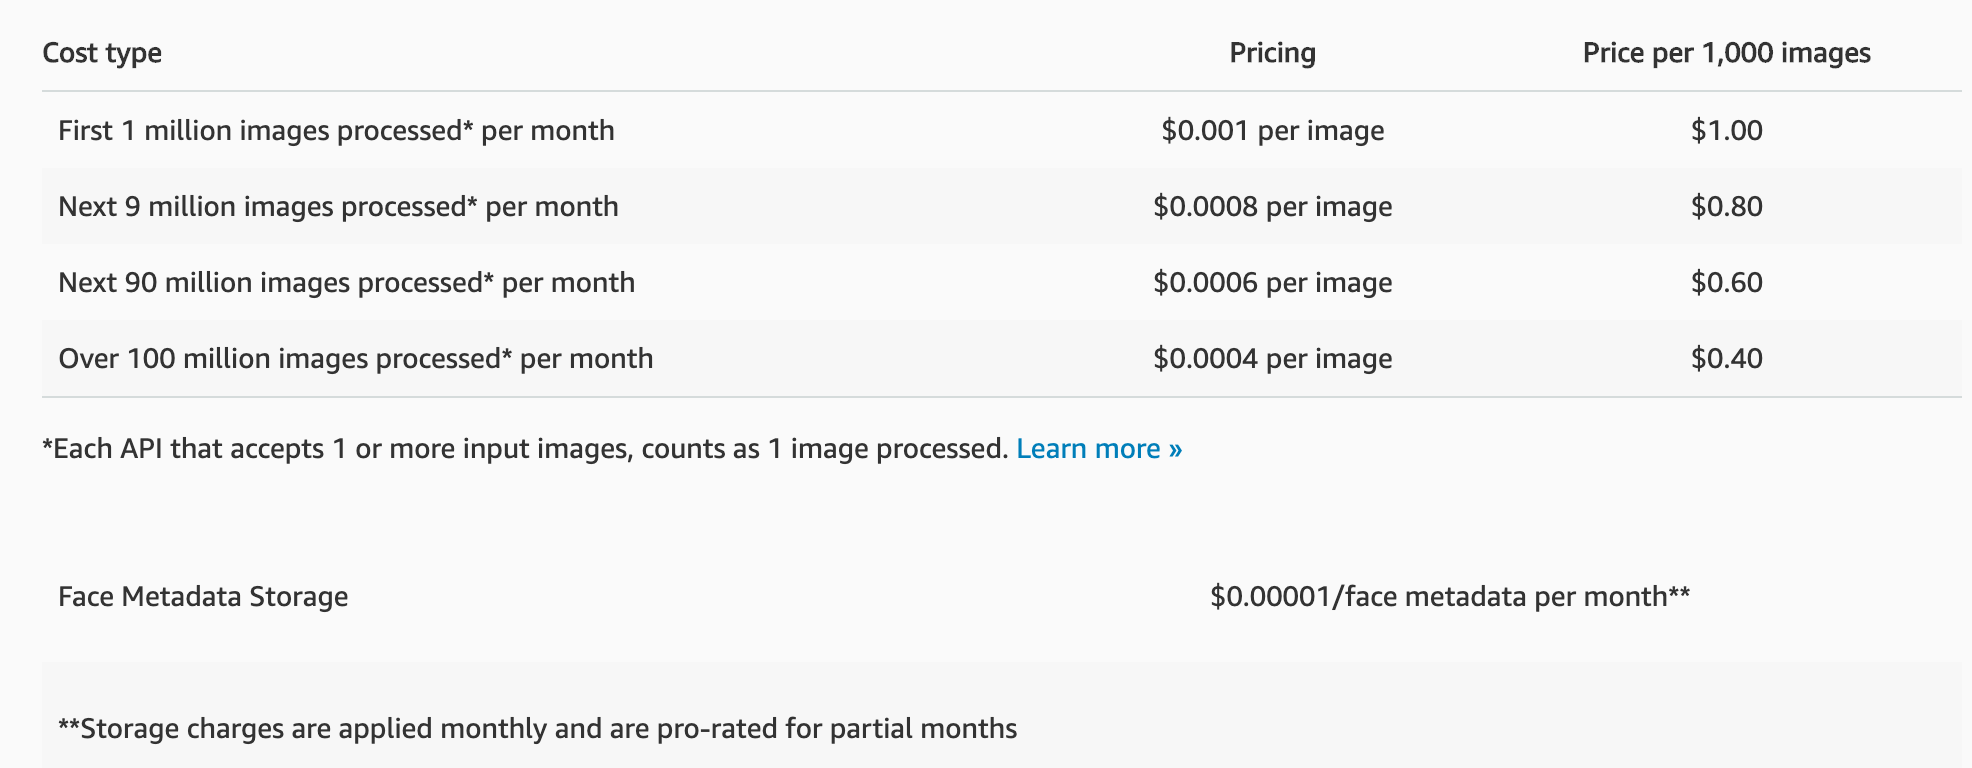 Cost type Pricing Price per 1,000 images
First 1 million images processed* per month $0.001 per image $1.00
Next 9 million images processed* per month $0.0008 per image $0.80
Next 90 million images processed* per month $0.0006 per image $0.60
Over 100 million images processed* per month $0.0004 per image $0.40
*Each API that accepts 1 or more input images, counts as 1 image processed. Learn more »
Face Metadata Storage $0.00001/face metadata per month**
**Storage charges are applied monthly and are pro-rated for partial months